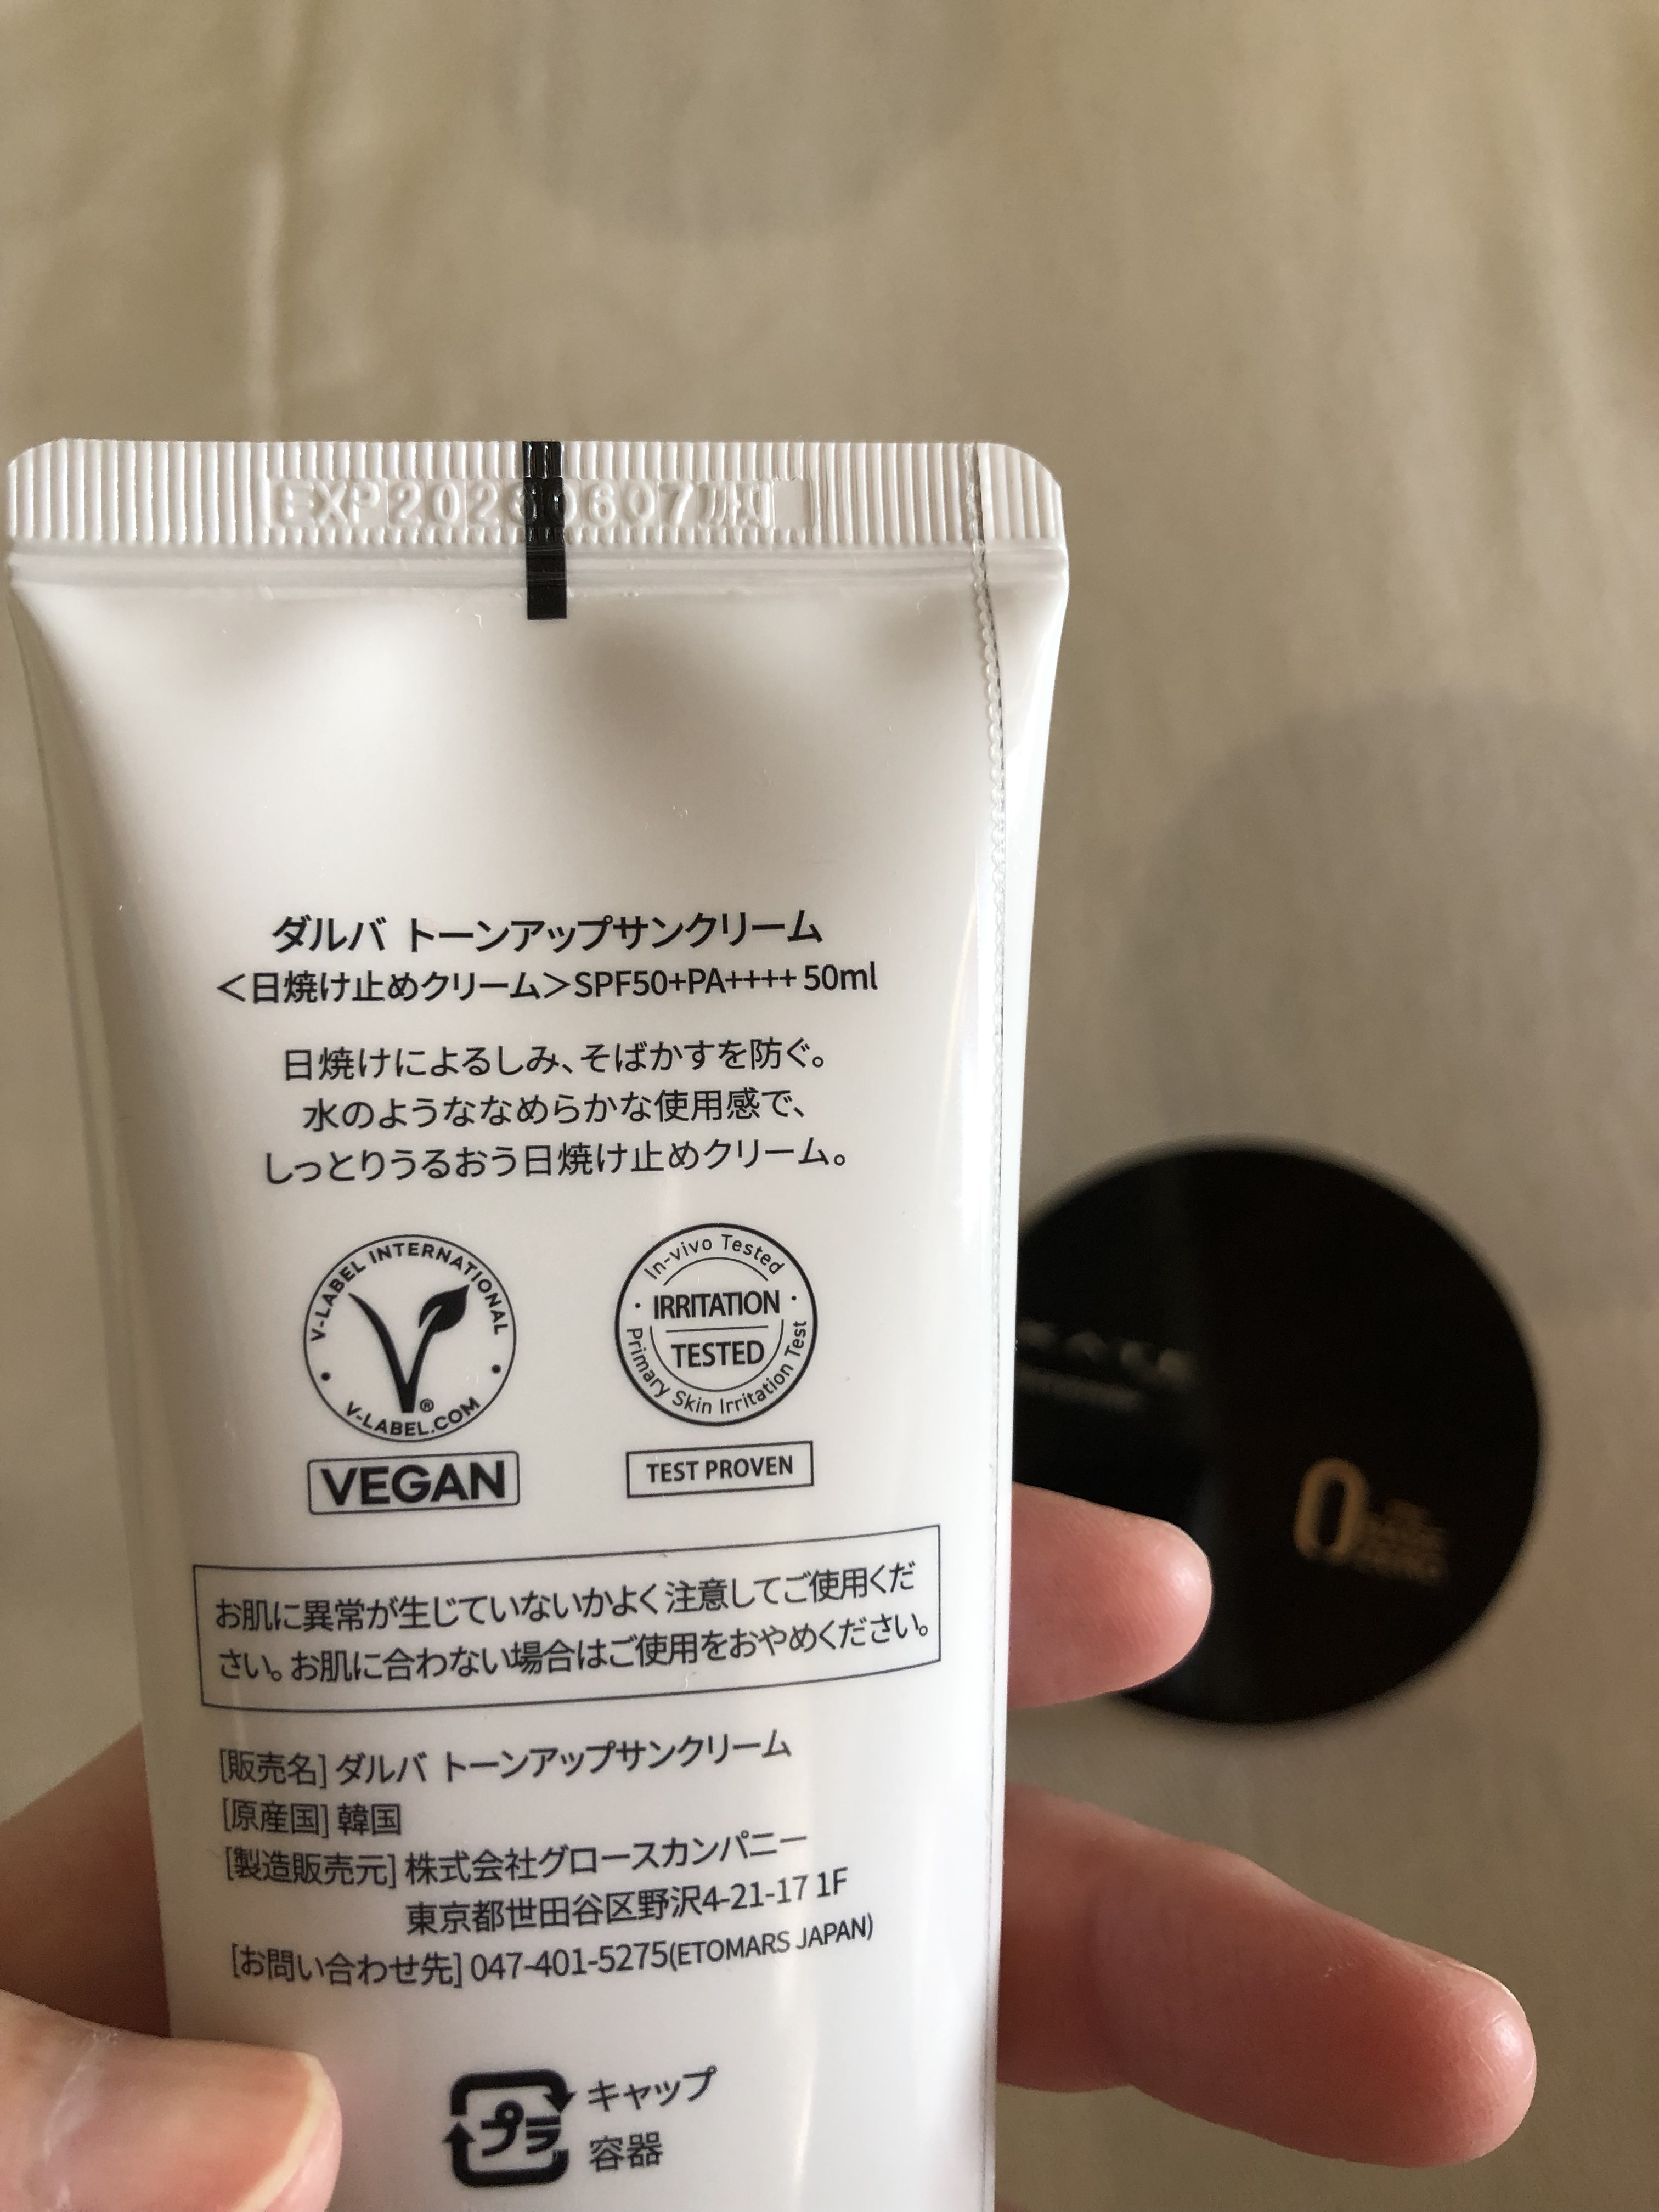 ダルバ トーンアップサンクリーム
＜日焼け止めクリーム＞SPF50+PA++++ 50ml
日焼けによるしみ、そばかすを防ぐ。
水のようななめらかな使用感で、
しっとりうるおう日焼け止めクリーム。
V-LABEL INTERNATIONAL
V-LABEL.COM
VEGAN
In-vivo Tested
IRRITATION
TESTED
Primary Skin Irritation Test
TEST PROVEN
お肌に異常が生じていないかよく注意してご使用くだ
さい。お肌に合わない場合はご使用をおやめください。
[販売名] ダルバ トーンアップサンクリーム
[原産国] 韓国
[製造販売元] 株式会社グロースカンパニー
東京都世田谷区野沢4-21-17 1F
[お問い合わせ先] 047-401-5275(ETOMARS JAPAN)
プラ
キャップ
容器
KATE
0